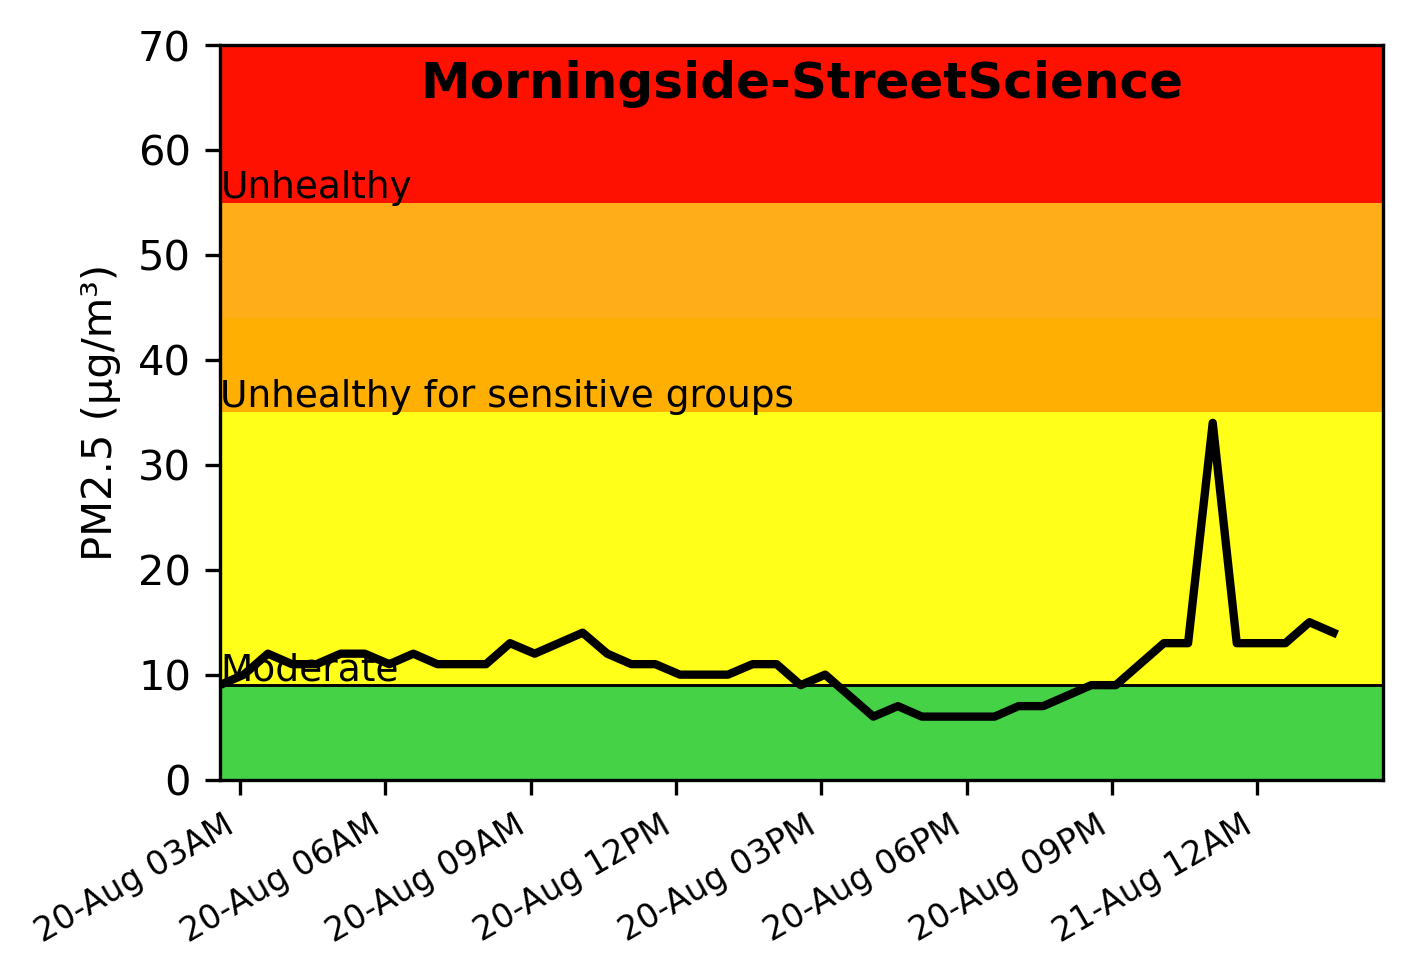 Morningside-StreetScience
70
60
50
40
30
20
10
0
PM2.5 (µg/m³)
Unhealthy
Unhealthy for sensitive groups
Moderate
20-Aug 03AM
20-Aug 06AM
20-Aug 09AM
20-Aug 12PM
20-Aug 03PM
20-Aug 06PM
20-Aug 09PM
21-Aug 12AM